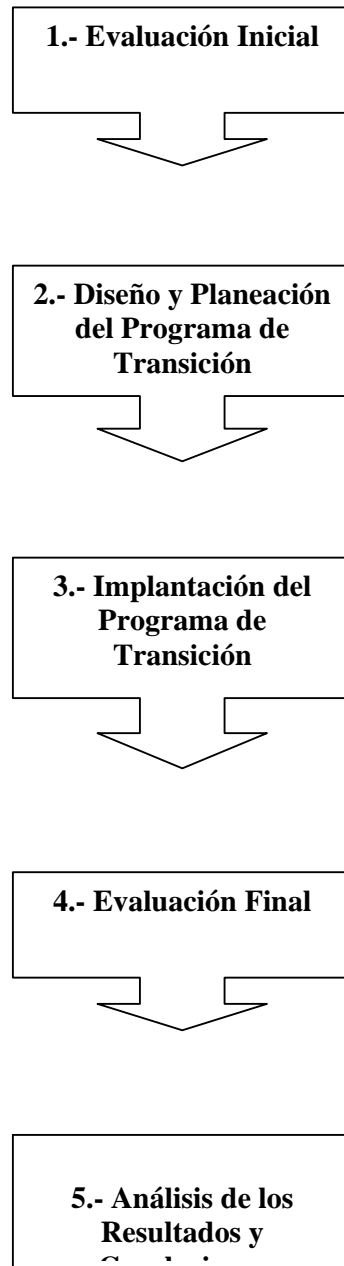 1.- Evaluación Inicial
2.- Diseño y Planeación
del Programa de
Transición
3.- Implantación del
Programa de
Transición
4.- Evaluación Final
5.- Análisis de los
Resultados y